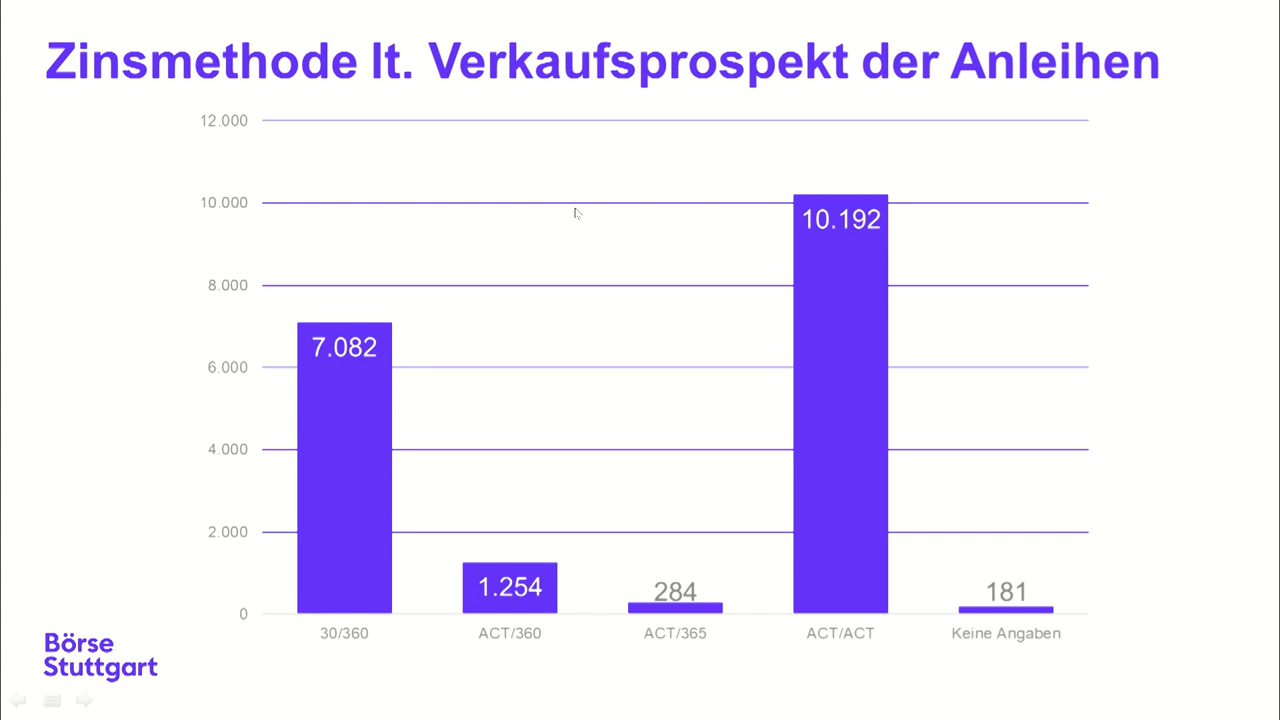 Zinsmethode lt. Verkaufsprospekt der Anleihen
12.000
10.000
10.192
8.000
7.082
6.000
4.000
2.000
1.254
284
181
0
30/360
ACT/360
ACT/365
ACT/ACT
Keine Angaben
Börse
Stuttgart